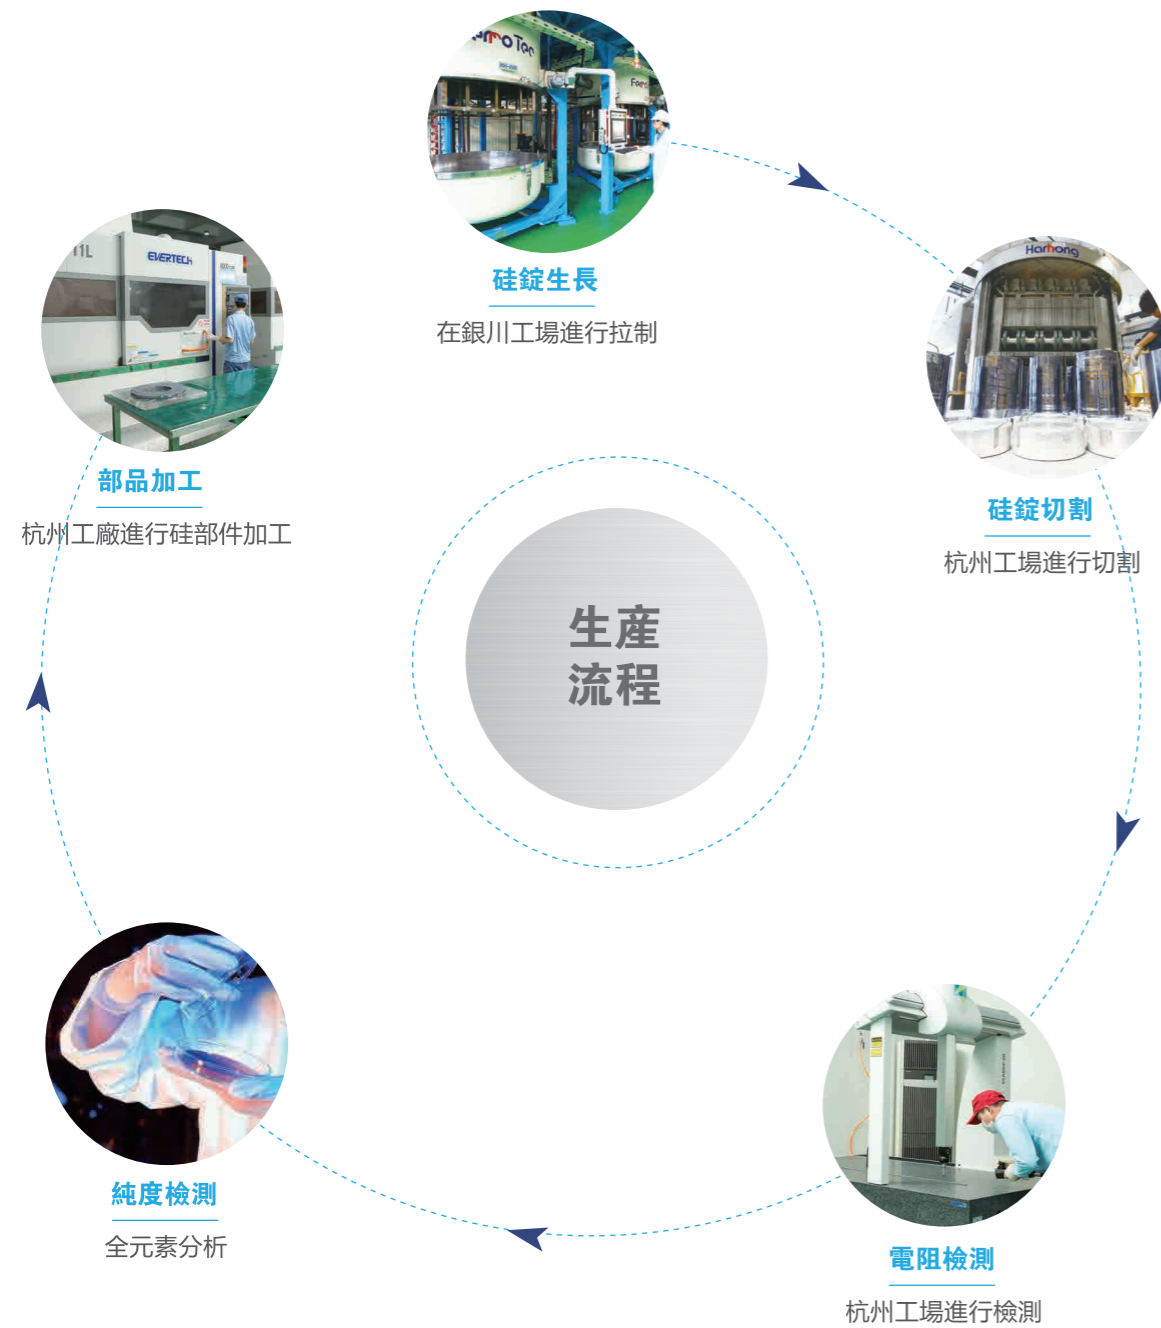 硅錠生長
在銀川工場進行拉制
Harhong
硅錠切割
杭州工場進行切割
EVERTECH
部品加工
杭州工廠進行硅部件加工
生産
流程
純度檢測
全元素分析
電阻檢測
杭州工場進行檢測